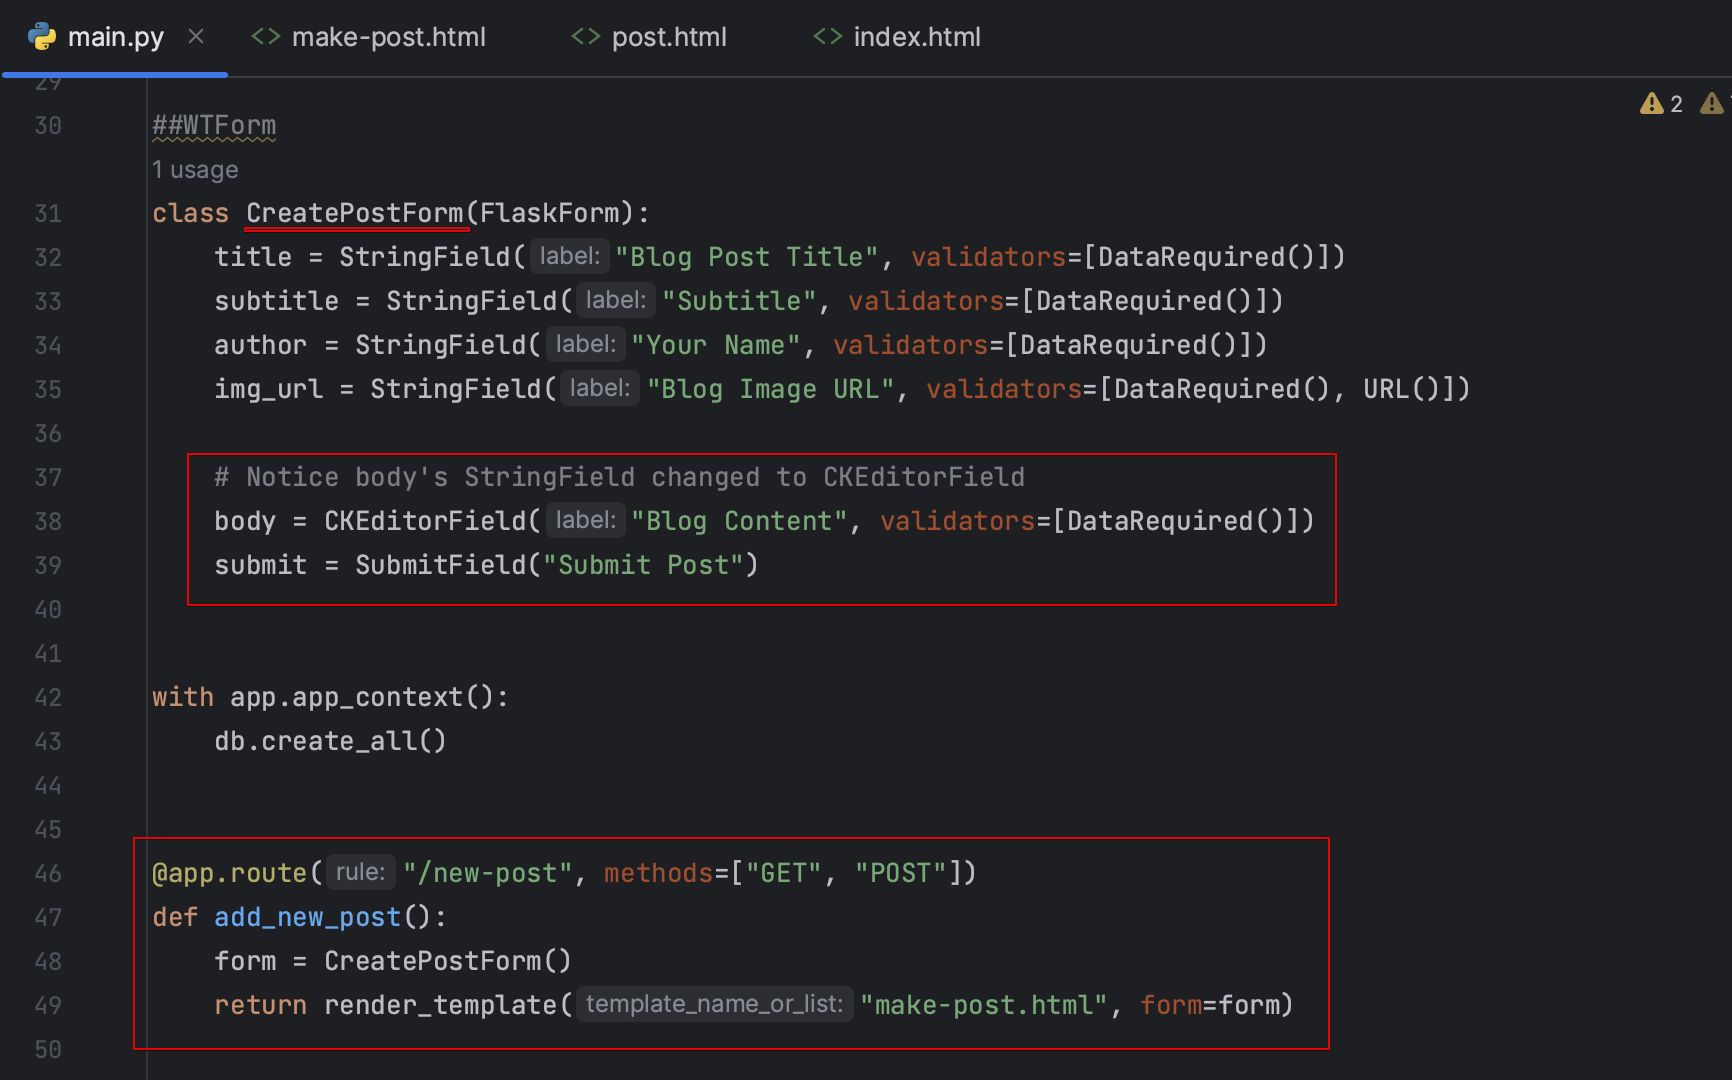 main.py
make-post.html
post.html
index.html
29
2
30 ##WTForm
1 usage
31 class CreatePostForm(FlaskForm):
32 title = StringField( label: "Blog Post Title", validators=[DataRequired()])
33 subtitle = StringField( label: "Subtitle", validators=[DataRequired()])
34 author = StringField( label: "Your Name", validators=[DataRequired()])
35 img_url = StringField( label: "Blog Image URL", validators=[DataRequired(), URL()])
36
37 # Notice body's StringField changed to CKEditorField
38 body = CKEditorField( label: "Blog Content", validators=[DataRequired()])
39 submit = SubmitField("Submit Post")
40
41
42 with app.app_context():
43 db.create_all()
44
45
46 @app.route( rule: "/new-post", methods=["GET", "POST"])
47 def add_new_post():
48 form = CreatePostForm()
49 return render_template( template_name_or_list: "make-post.html", form=form)
50